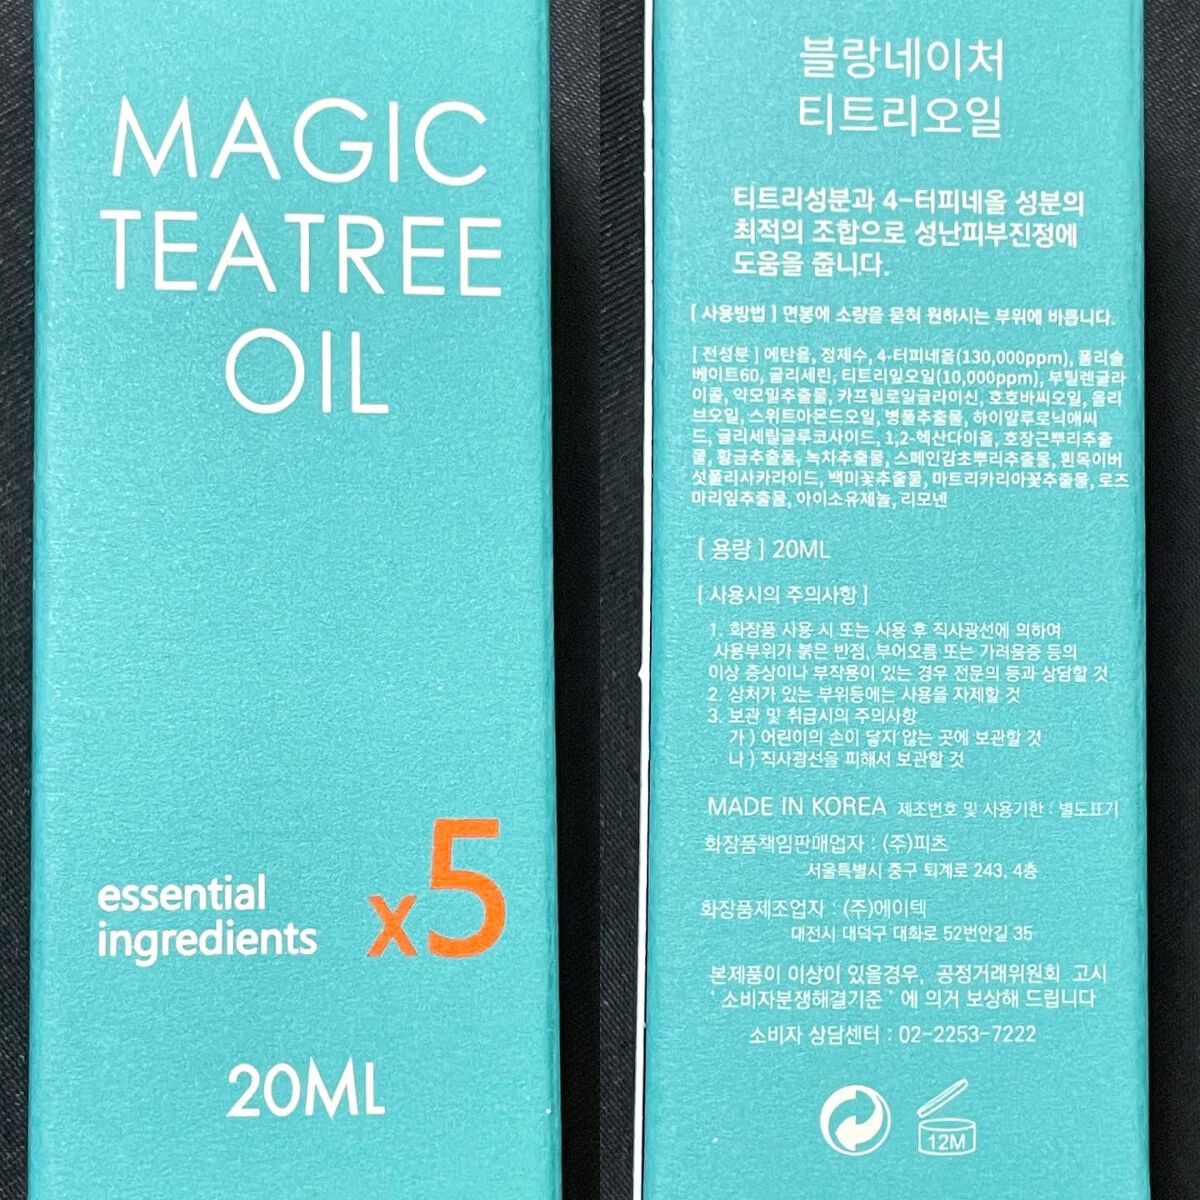 MAGIC
TEATREE
OIL
essential
ingredients
x5
20ML
블랑네이처
티트리오일
티트리성분과 4-터피네올 성분의
최적의 조합으로 성난피부진정에
도움을 줍니다.
[ 사용방법 ] 면봉에 소량을 묻혀 원하시는 부위에 바릅니다.
[ 전성분 ] 에탄올, 정제수, 4-터피네올(130,000ppm), 폴리솔
베이트60, 글리세린, 티트리잎오일(10,000ppm), 부틸렌글라
이콜, 약모밀추출물, 카프릴로일글라이신, 호호바씨오일, 올리
브오일, 스위트아몬드오일, 병풀추출물, 하이알루로닉애씨
드, 글리세릴글루코사이드, 1,2-헥산다이올, 호장근뿌리추출
물, 황금추출물, 녹차추출물, 스페인감초뿌리추출물, 흰목이버
섯폴리사카라이드, 백미꽃추출물, 마트리카리아꽃추출물, 로즈
마리잎추출물, 아이소유제놀, 리모넨
[ 용량 ] 20ML
[ 사용시의 주의사항 ]
1. 화장품 사용 시 또는 사용 후 직사광선에 의하여
사용부위가 붉은 반점, 부어오름 또는 가려움증 등의
이상 증상이나 부작용이 있는 경우 전문의 등과 상담할 것
2. 상처가 있는 부위등에는 사용을 자제할 것
3. 보관 및 취급시의 주의사항
가 ) 어린이의 손이 닿지 않는 곳에 보관할 것
나 ) 직사광선을 피해서 보관할 것
MADE IN KOREA 제조번호 및 사용기한 : 별도표기
화장품책임판매업자 : (주)피츠
서울특별시 중구 퇴계로 243, 4층
화장품제조업자 : (주)에이텍
대전시 대덕구 대화로 52번안길 35
본제품이 이상이 있을경우, 공정거래위원회 고시
' 소비자분쟁해결기준 ' 에 의거 보상해 드립니다
소비자 상담센터 : 02-2253-7222
12M